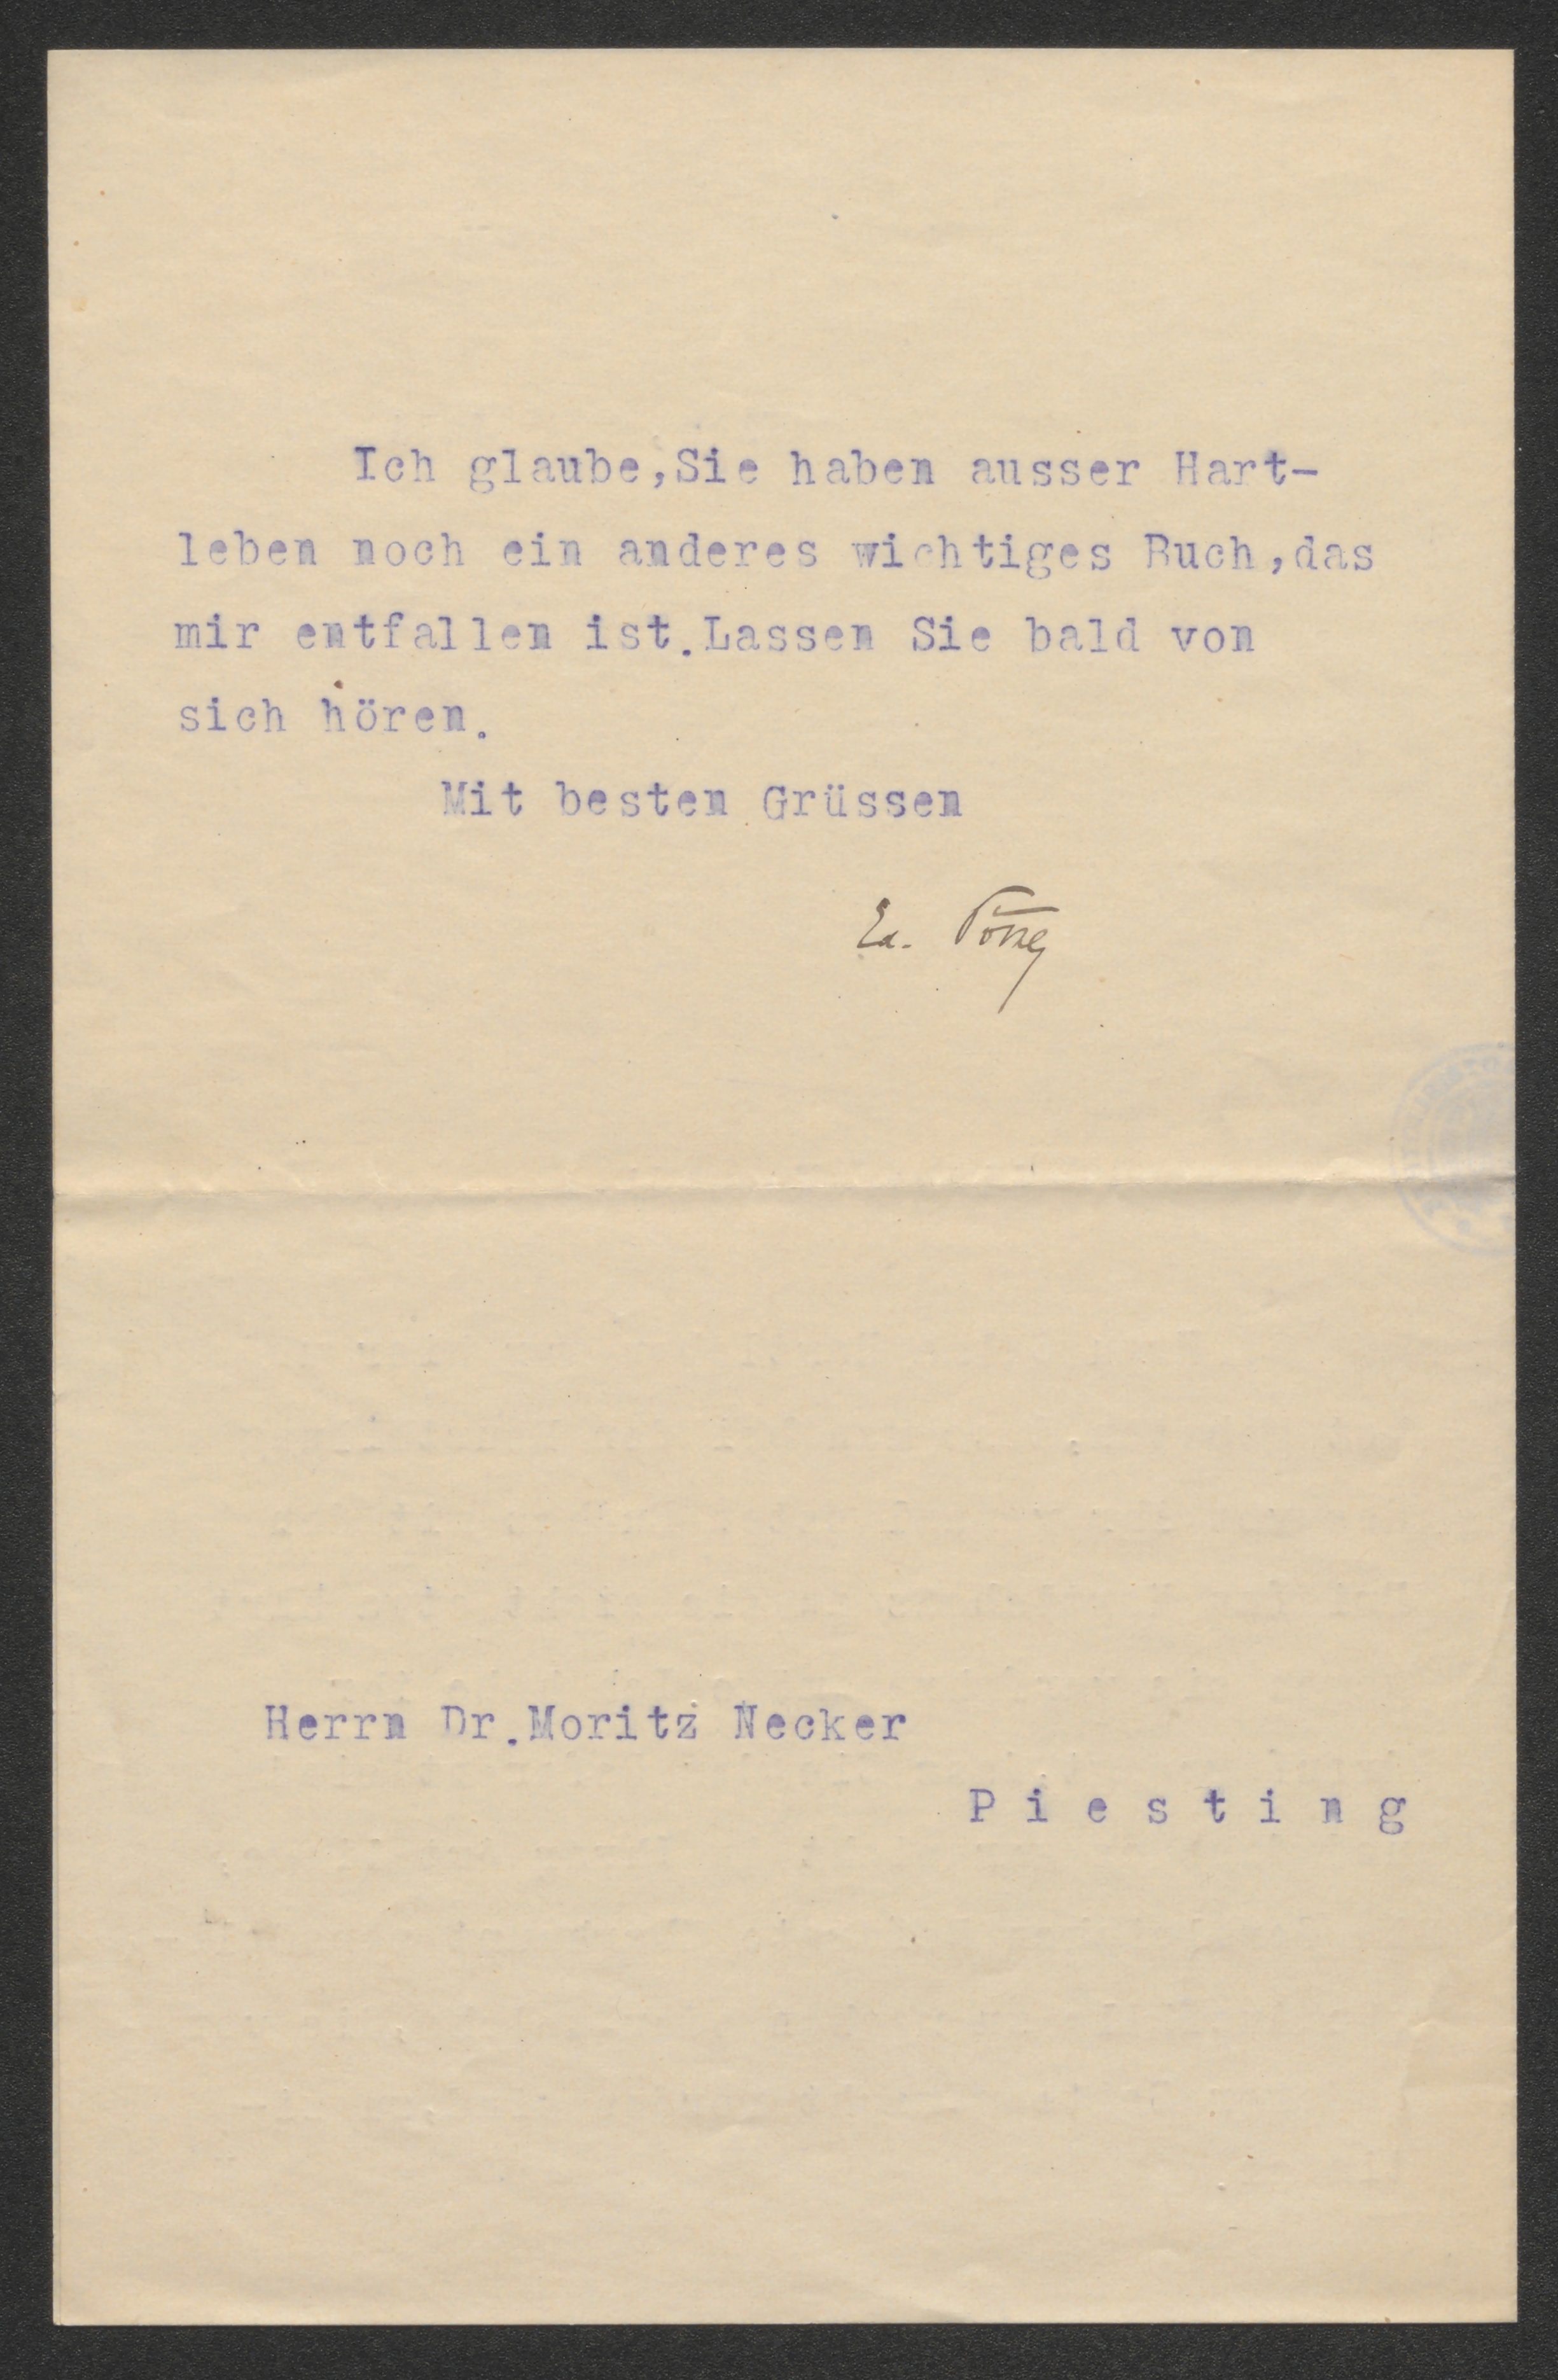 Ich glaube,Sie haben ausser Hart-
leben noch ein anderes wichtiges Buch,das
mir entfallen ist.Lassen Sie bald von
sich hören.
Mit besten Grüssen
Herrn Dr.Moritz Necker
P i e s t i n g